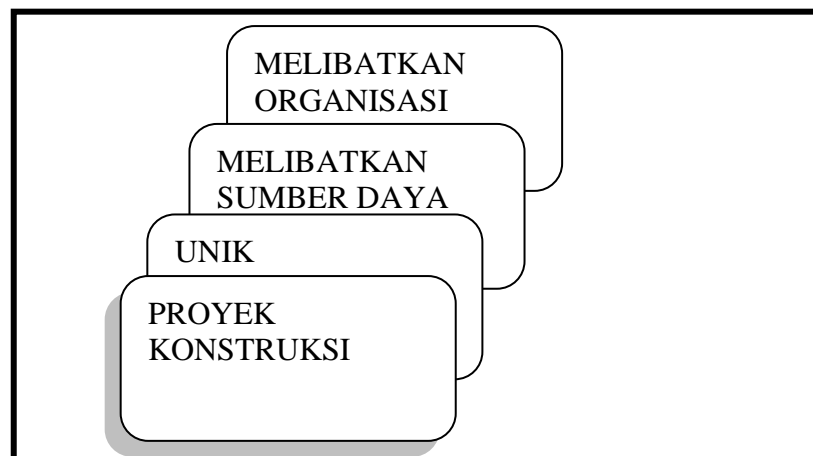 MELIBATKAN
ORGANISASI
MELIBATKAN
SUMBER DAYA
UNIK
PROYEK
KONSTRUKSI